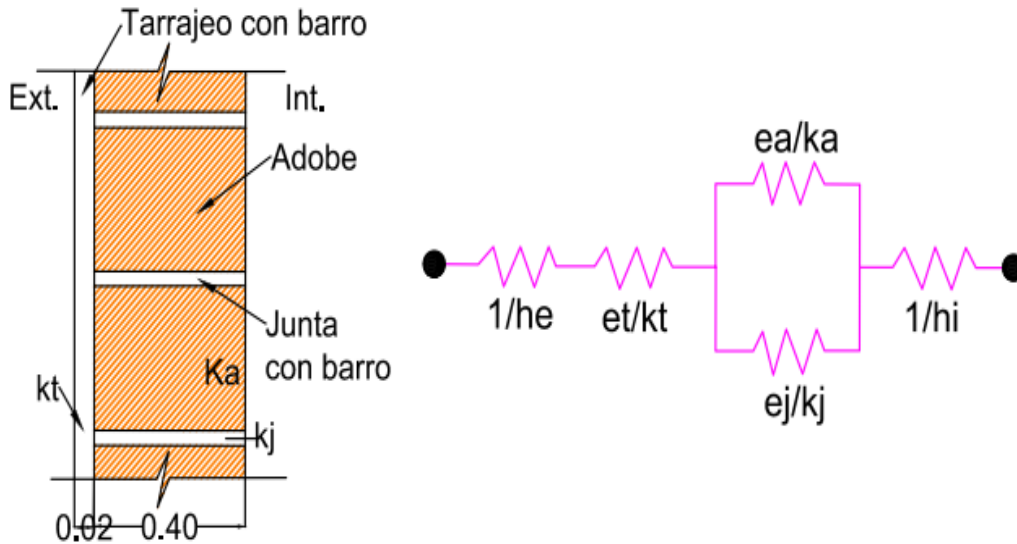 Tarrajeo con barro
Ext.
Int.
Adobe
Junta
con barro
Ka
kt
kj
0.02
0.40
ea/ka
1/he
et/kt
1/hi
ej/kj